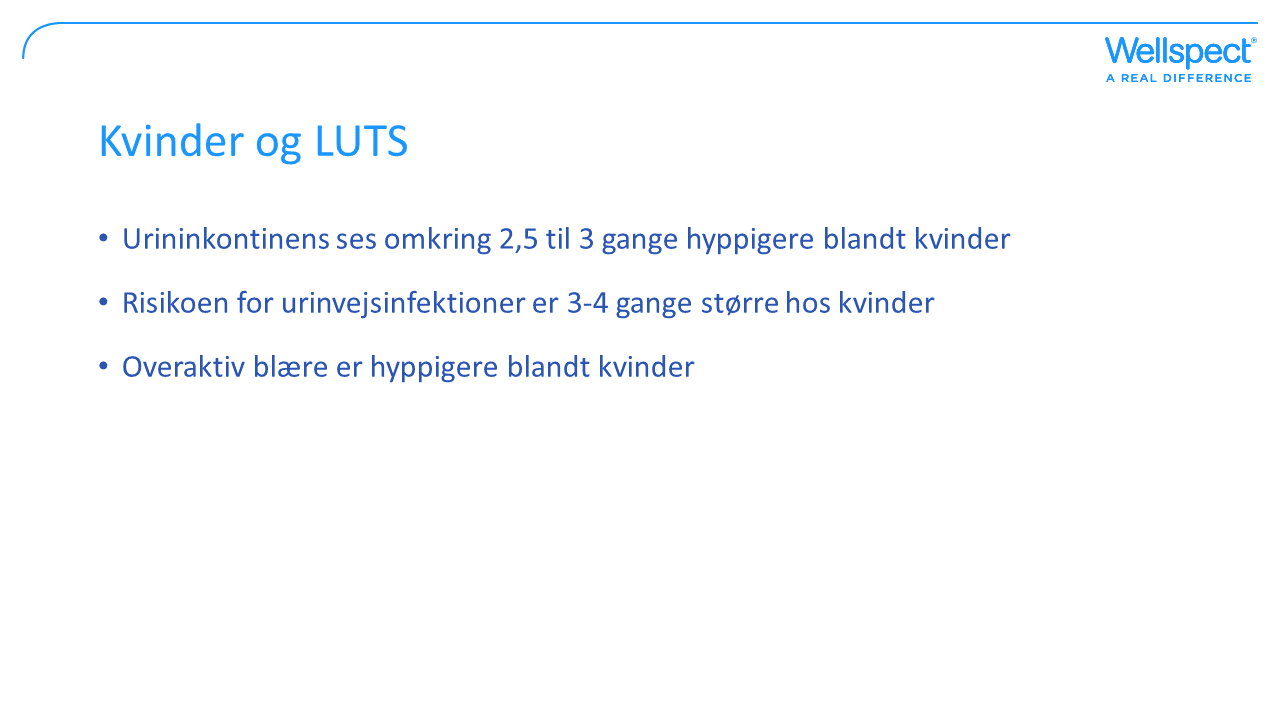 Wellspect®
A REAL DIFFERENCE
Kvinder og LUTS
• Urininkontinens ses omkring 2,5 til 3 gange hyppigere blandt kvinder
• Risikoen for urinvejsinfektioner er 3-4 gange større hos kvinder
• Overaktiv blære er hyppigere blandt kvinder